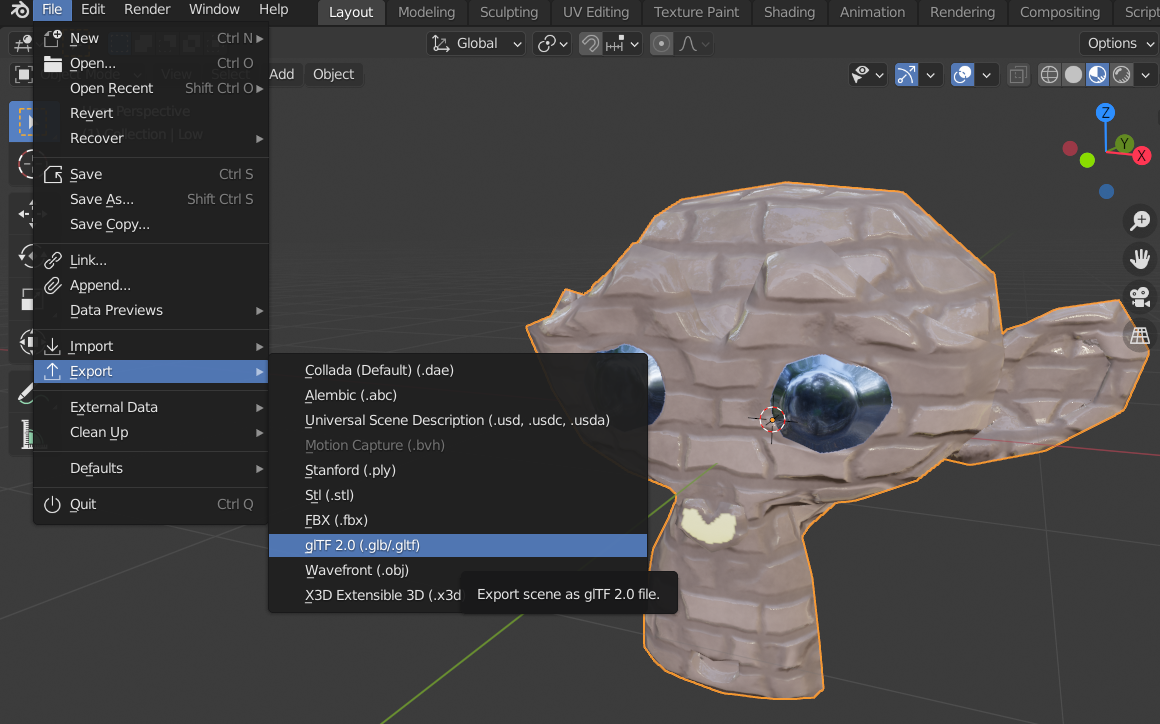 File Edit Render Window Help Layout Modeling Sculpting UV Editing Texture Paint Shading Animation Rendering Compositing Script
Global Options
Mode View Select Add Object
New Ctrl N
Open... Ctrl O
Open Recent Shift Ctrl O
Perspective
Revert
Collection | Low
Recover
Save Ctrl S
Save As... Shift Ctrl S
Save Copy...
Link...
Append...
Data Previews
Import
Export
External Data
Clean Up
Defaults
Quit Ctrl Q
Collada (Default) (.dae)
Alembic (.abc)
Universal Scene Description (.usd, .usdc, .usda)
Motion Capture (.bvh)
Stanford (.ply)
Stl (.stl)
FBX (.fbx)
glTF 2.0 (.glb/.gltf)
Wavefront (.obj)
X3D Extensible 3D (.x3d
Export scene as glTF 2.0 file.
Z
Y
X